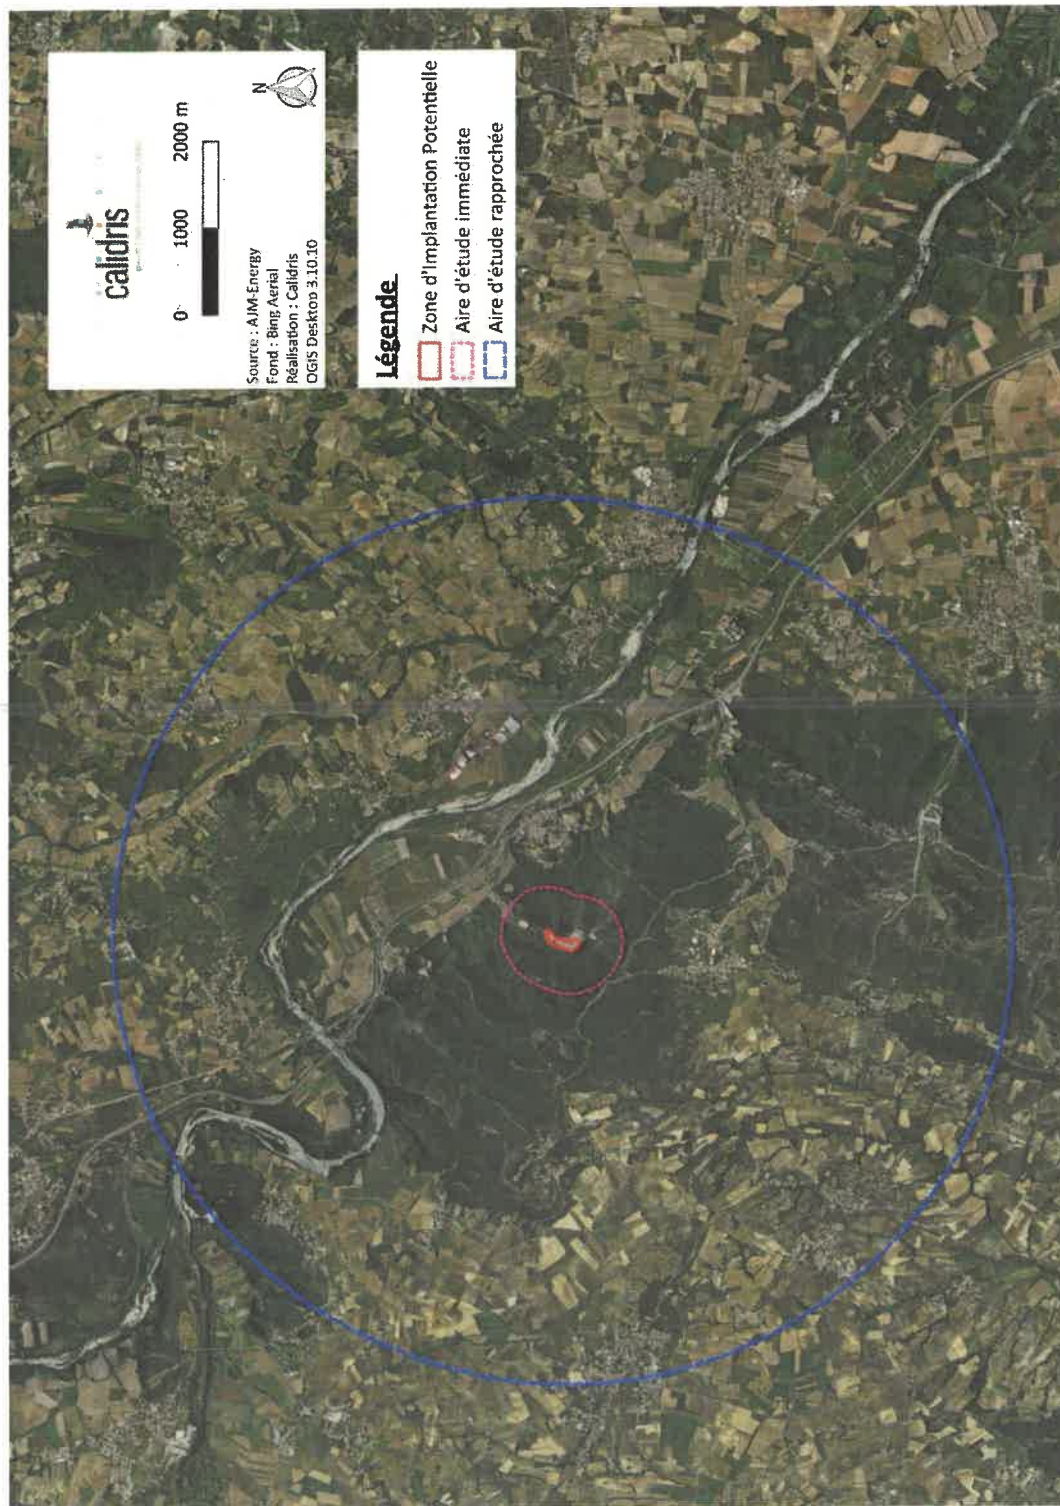 calidris
0 1000 2000 m
N
Source : AJM-Energy
Fond : Bing Aerial
Réalisation : Calidris
QGIS Desktop 3.10.10
Légende
Zone d'Implantation Potentielle
Aire d'étude immédiate
Aire d'étude rapprochée